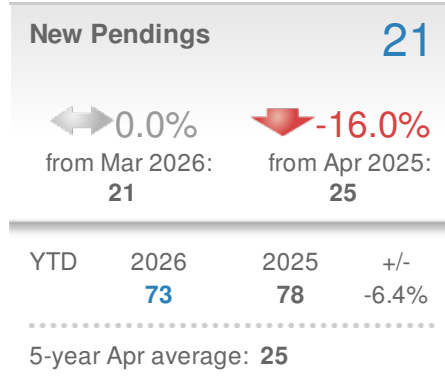 New Pendings 21
0.0% -16.0%
from Mar 2026: from Apr 2025:
21 25
YTD 2026 2025 +/-
73 78 -6.4%
5-year Apr average: 25